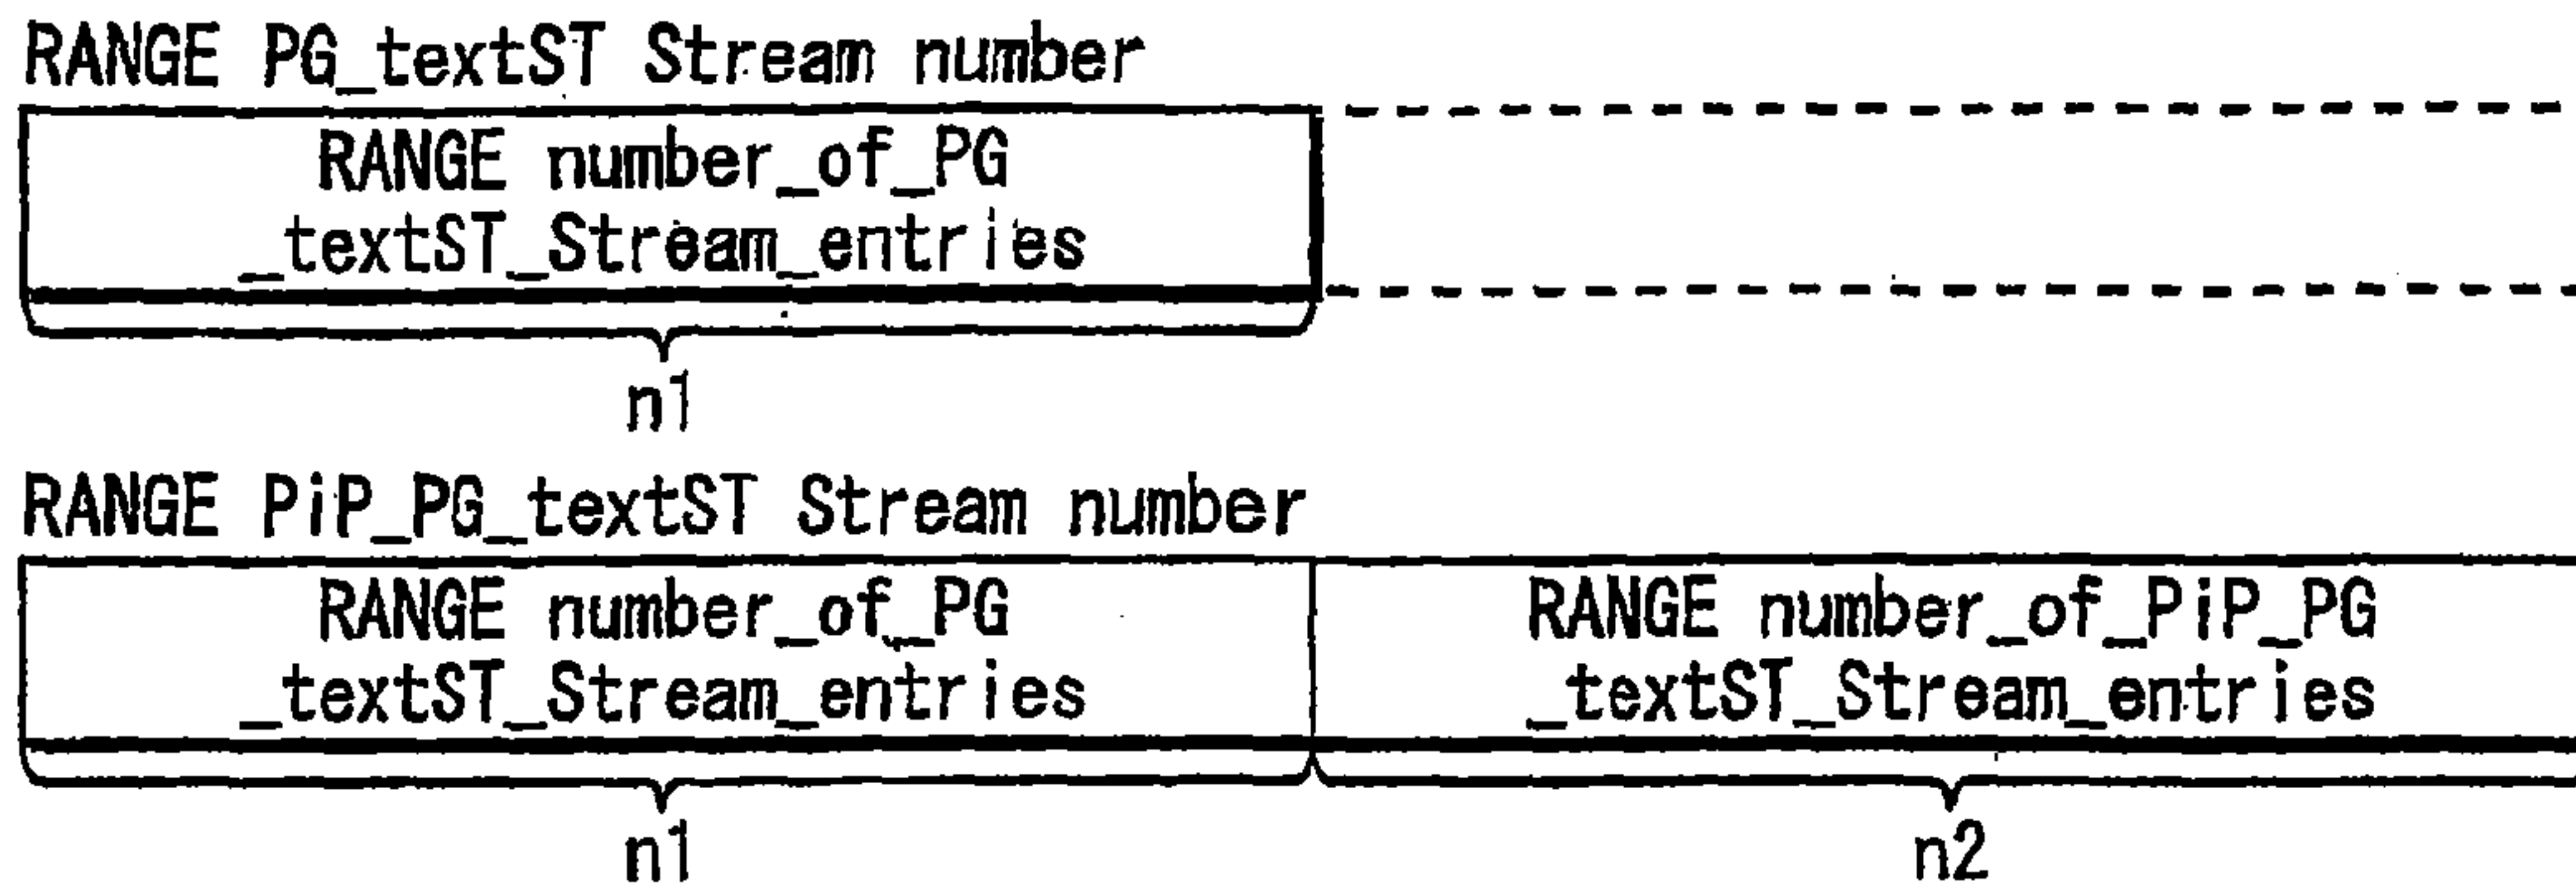 RANGE PG_textST Stream number
RANGE number_of_PG
_textST_Stream_entries
n1
RANGE PiP_PG_textST Stream number
RANGE number_of_PG
_textST_Stream_entries
RANGE number_of_PiP_PG
_textST_Stream_entries
n1
n2